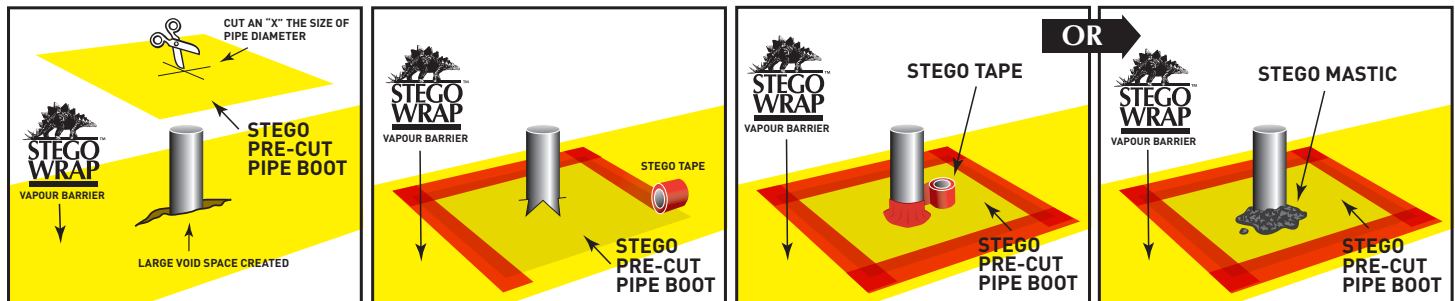 CUT AN “X” THE SIZE OF
PIPE DIAMETER
STEGO
WRAP
VAPOUR BARRIER
STEGO
PRE-CUT
PIPE BOOT
LARGE VOID SPACE CREATED
STEGO
WRAP
VAPOUR BARRIER
STEGO TAPE
STEGO
PRE-CUT
PIPE BOOT
STEGO
WRAP
VAPOUR BARRIER
STEGO TAPE
STEGO
PRE-CUT
PIPE BOOT
OR
STEGO
WRAP
VAPOUR BARRIER
STEGO MASTIC
STEGO
PRE-CUT
PIPE BOOT